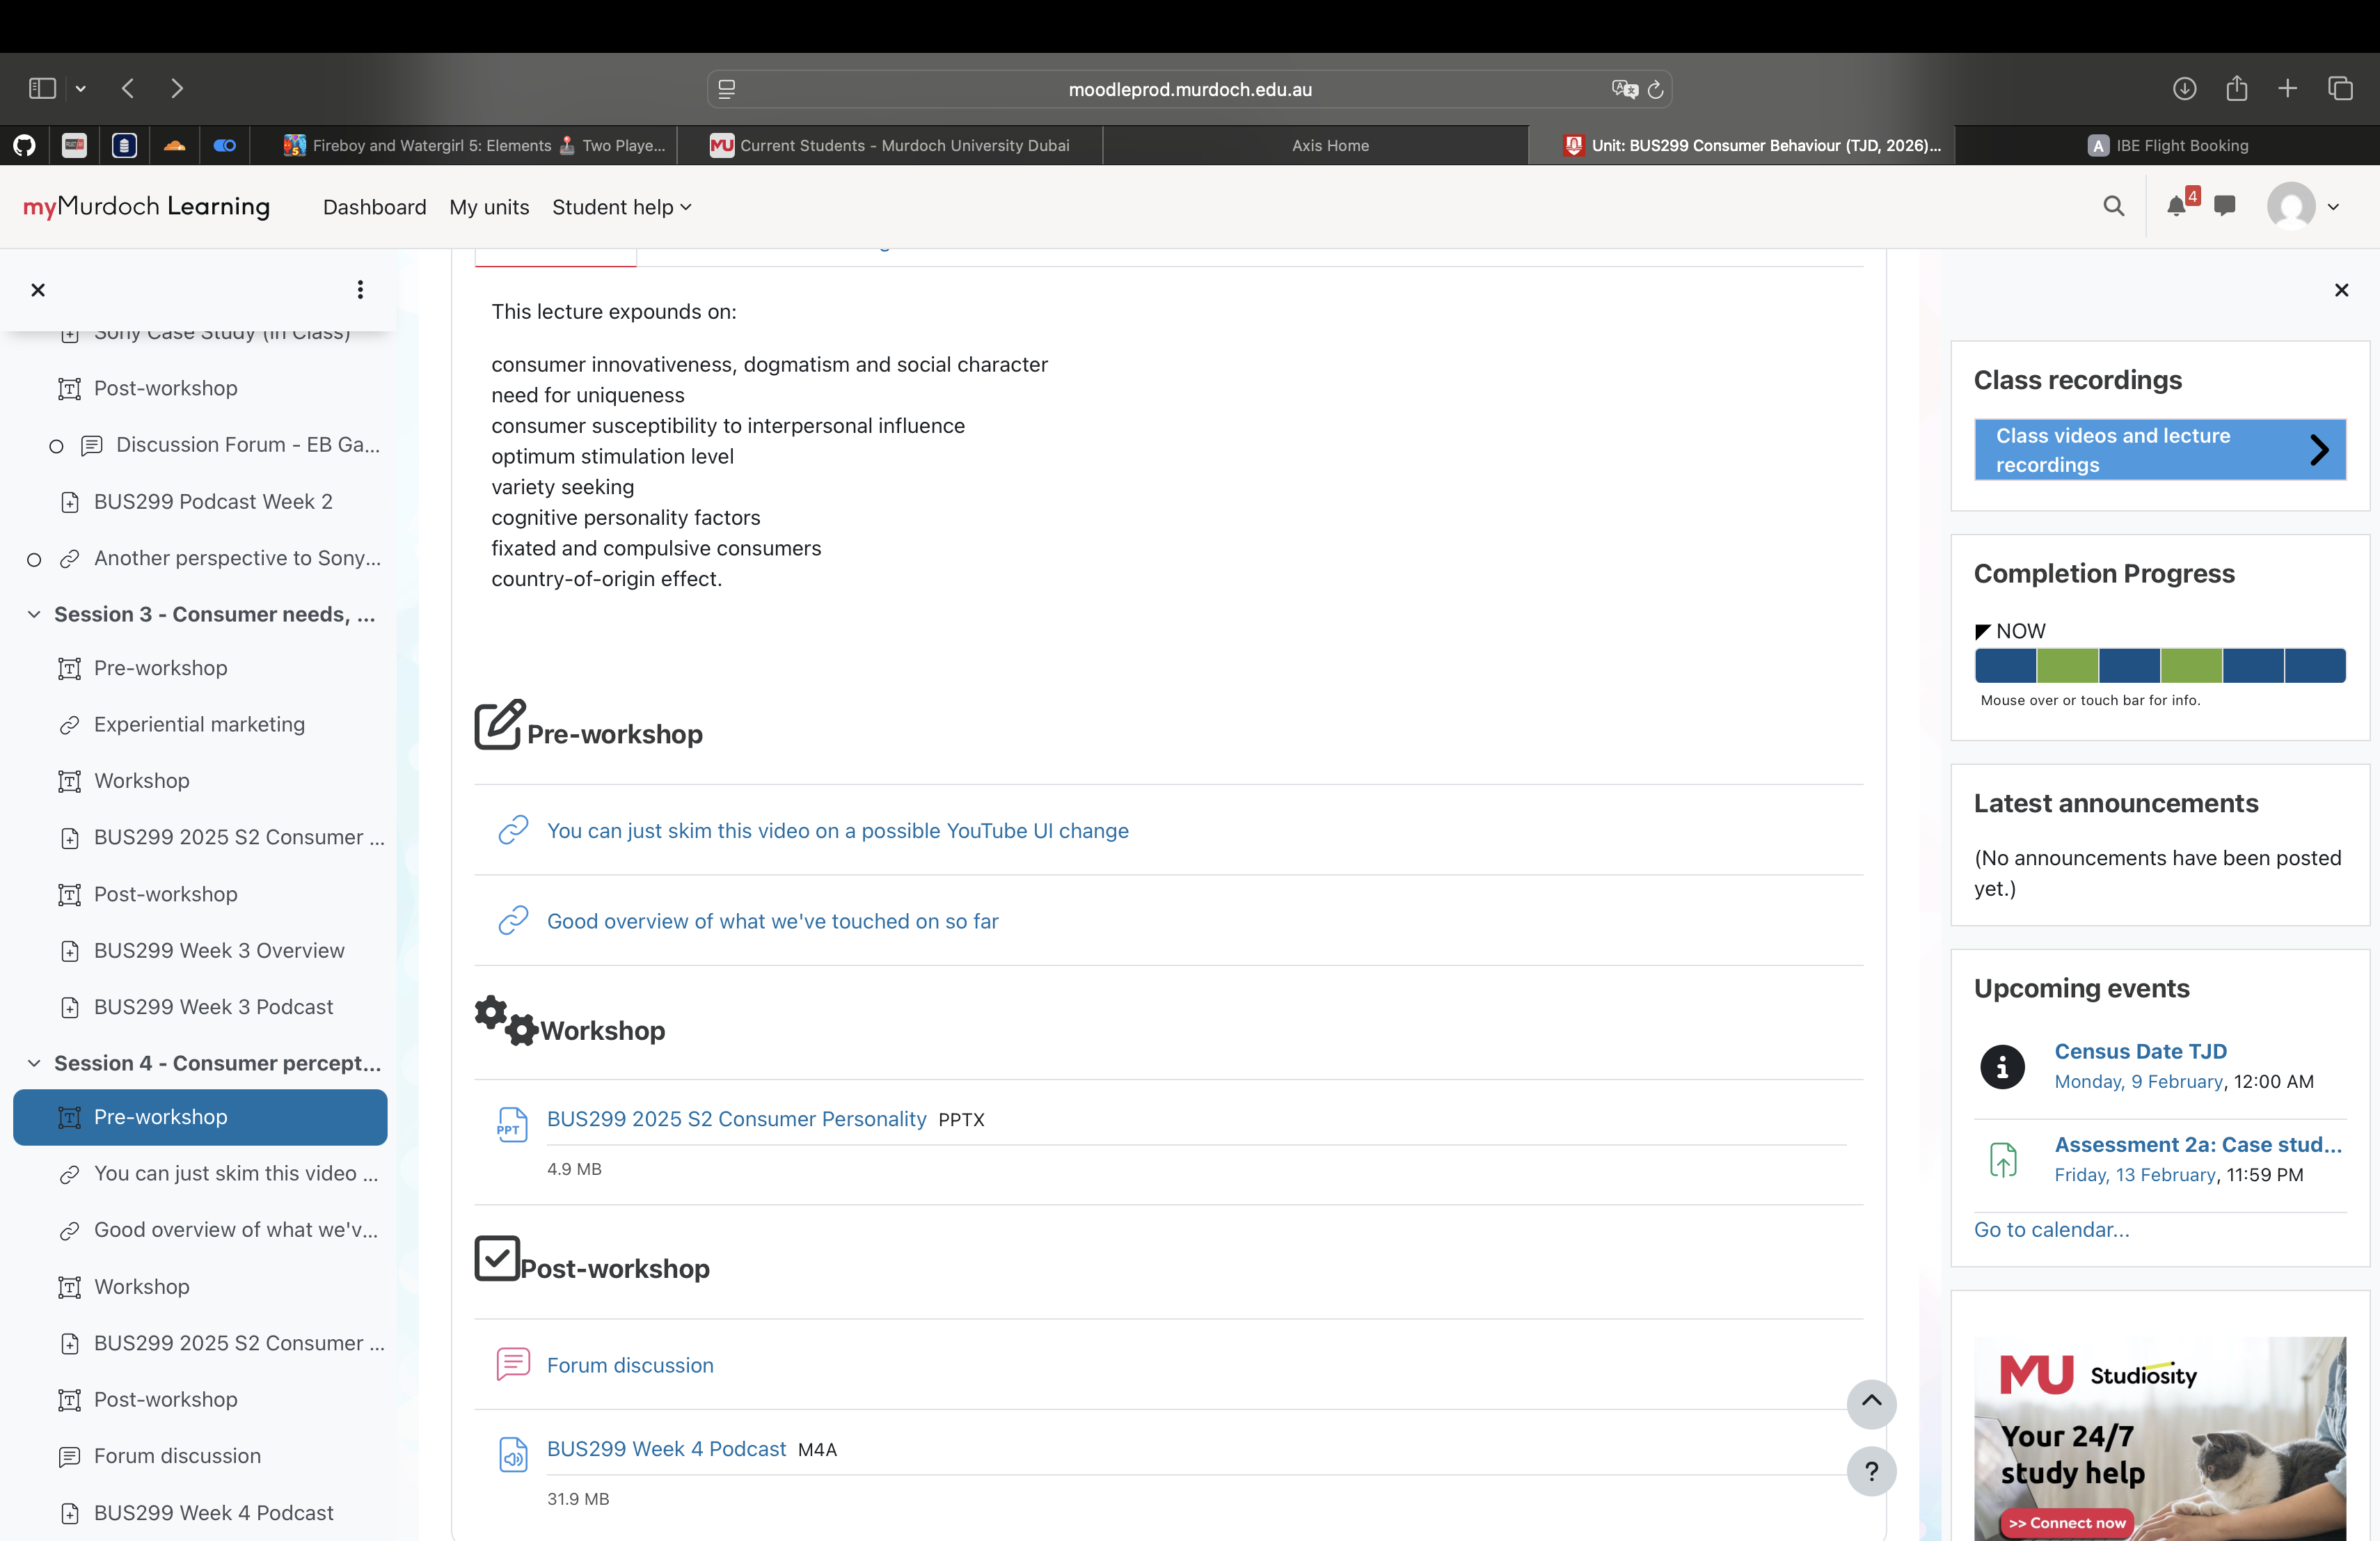 moodleprod.murdoch.edu.au
Fireboy and Watergirl 5: Elements 🕹️ Two Playe...
MU Current Students - Murdoch University Dubai
Axis Home
Unit: BUS299 Consumer Behaviour (TJD, 2026)...
A IBE Flight Booking
myMurdoch Learning
Dashboard
My units
Student help
4
Sony Case Study (In Class)
Post-workshop
Discussion Forum - EB Ga...
BUS299 Podcast Week 2
Another perspective to Sony...
Session 3 - Consumer needs, ...
Pre-workshop
Experiential marketing
Workshop
BUS299 2025 S2 Consumer ...
Post-workshop
BUS299 Week 3 Overview
BUS299 Week 3 Podcast
Session 4 - Consumer percept...
Pre-workshop
You can just skim this video ...
Good overview of what we'v...
Workshop
BUS299 2025 S2 Consumer ...
Post-workshop
Forum discussion
BUS299 Week 4 Podcast
This lecture expounds on:
consumer innovativeness, dogmatism and social character
need for uniqueness
consumer susceptibility to interpersonal influence
optimum stimulation level
variety seeking
cognitive personality factors
fixated and compulsive consumers
country-of-origin effect.
Pre-workshop
You can just skim this video on a possible YouTube UI change
Good overview of what we've touched on so far
Workshop
PPT
BUS299 2025 S2 Consumer Personality PPTX
4.9 MB
Post-workshop
Forum discussion
BUS299 Week 4 Podcast M4A
31.9 MB
?
Class recordings
Class videos and lecture
recordings
Completion Progress
NOW
Mouse over or touch bar for info.
Latest announcements
(No announcements have been posted
yet.)
Upcoming events
Census Date TJD
Monday, 9 February, 12:00 AM
Assessment 2a: Case stud...
Friday, 13 February, 11:59 PM
Go to calendar...
MU Studiosity
Your 24/7
study help
>> Connect now